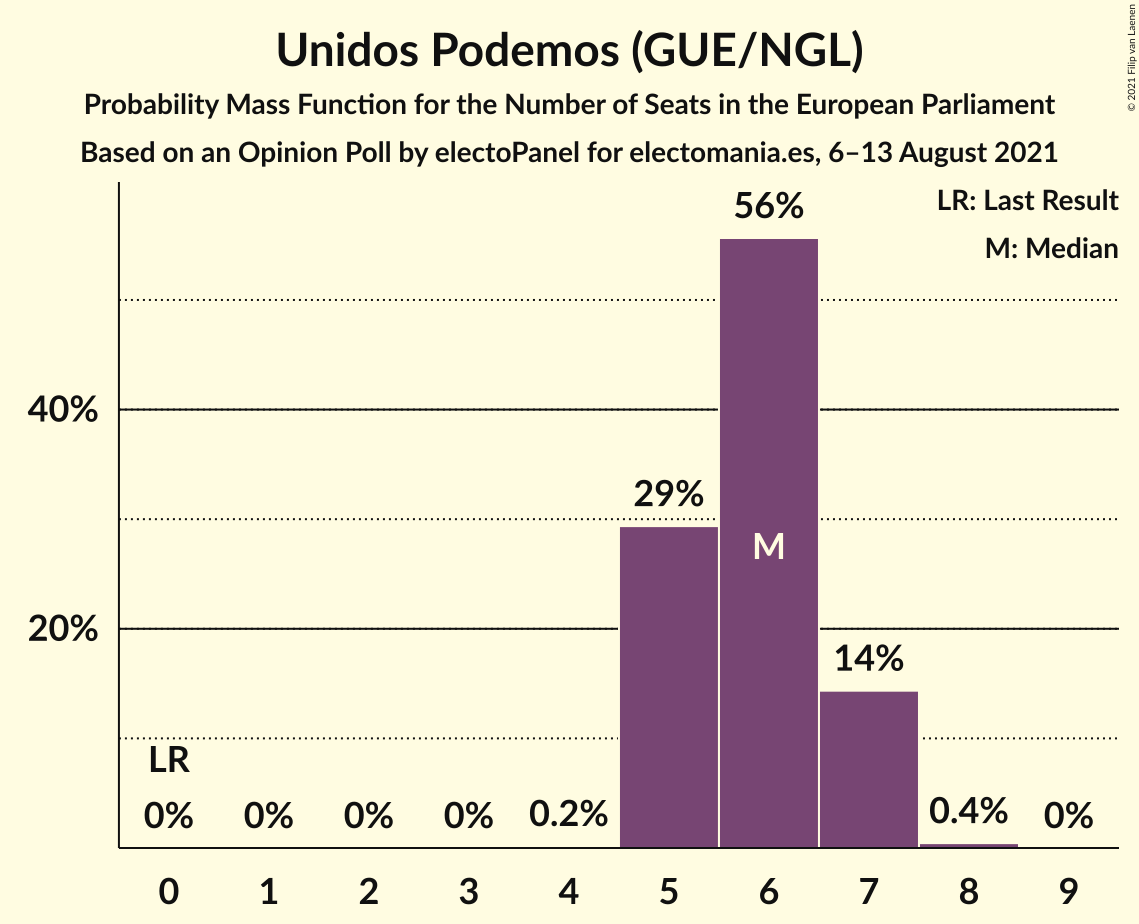 Unidos Podemos (GUE/NGL)
Probability Mass Function for the Number of Seats in the European Parliament
Based on an Opinion Poll by electoPanel for electomania.es, 6–13 August 2021
© 2021 Filip van Laenen
LR: Last Result
M: Median
56%
40%
29%
M
20%
14%
LR
0% 0% 0% 0% 0.2% 0.4% 0%
0 1 2 3 4 5 6 7 8 9